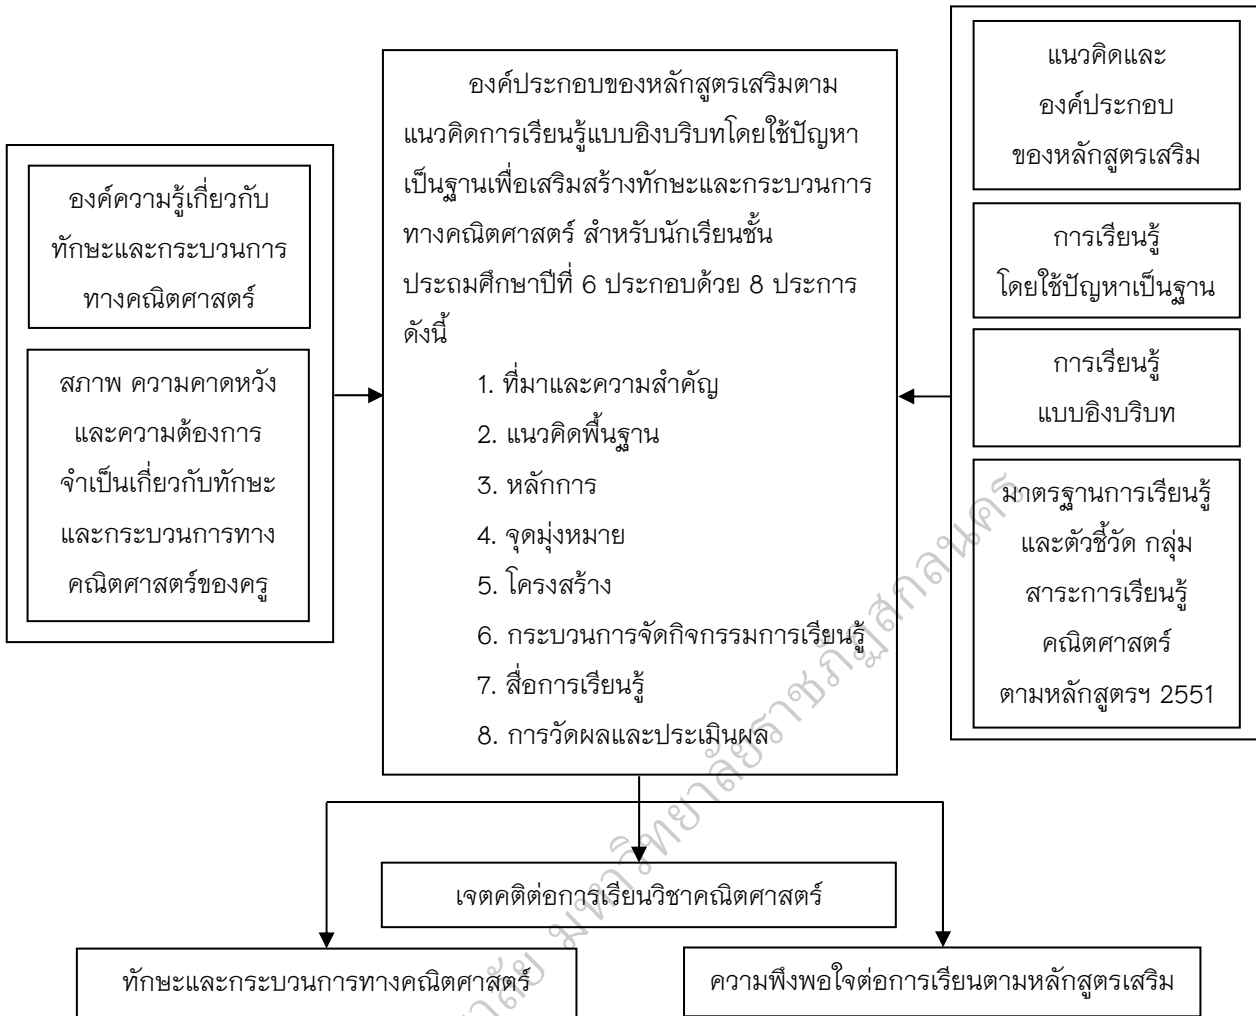 องค์ความรู้เกี่ยวกับ
ทักษะและกระบวนการ
ทางคณิตศาสตร์
สภาพ ความคาดหวัง
และความต้องการ
จำเป็นเกี่ยวกับทักษะ
และกระบวนการทาง
คณิตศาสตร์ของครู
องค์ประกอบของหลักสูตรเสริมตาม
แนวคิดการเรียนรู้แบบอิงบริบทโดยใช้ปัญหา
เป็นฐานเพื่อเสริมสร้างทักษะและกระบวนการ
ทางคณิตศาสตร์ สำหรับนักเรียนชั้น
ประถมศึกษาปีที่ 6 ประกอบด้วย 8 ประการ
ดังนี้
1. ที่มาและความสำคัญ
2. แนวคิดพื้นฐาน
3. หลักการ
4. จุดมุ่งหมาย
5. โครงสร้าง
6. กระบวนการจัดกิจกรรมการเรียนรู้
7. สื่อการเรียนรู้
8. การวัดผลและประเมินผล
แนวคิดและ
องค์ประกอบ
ของหลักสูตรเสริม
การเรียนรู้
โดยใช้ปัญหาเป็นฐาน
การเรียนรู้
แบบอิงบริบท
มาตรฐานการเรียนรู้
และตัวชี้วัด กลุ่ม
สาระการเรียนรู้
คณิตศาสตร์
ตามหลักสูตรฯ 2551
เจตคติต่อการเรียนวิชาคณิตศาสตร์
ทักษะและกระบวนการทางคณิตศาสตร์
ความพึงพอใจต่อการเรียนตามหลักสูตรเสริม
มหาวิทยาลัยราชภัฏสกลนคร